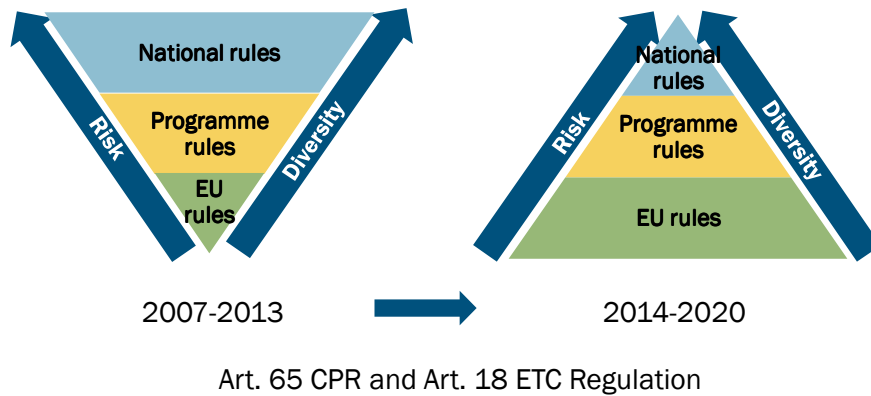 National rules
Programme
rules
EU
rules
Risk
Diversity
2007-2013
National
rules
Programme
rules
EU rules
Risk
Diversity
2014-2020
Art. 65 CPR and Art. 18 ETC Regulation